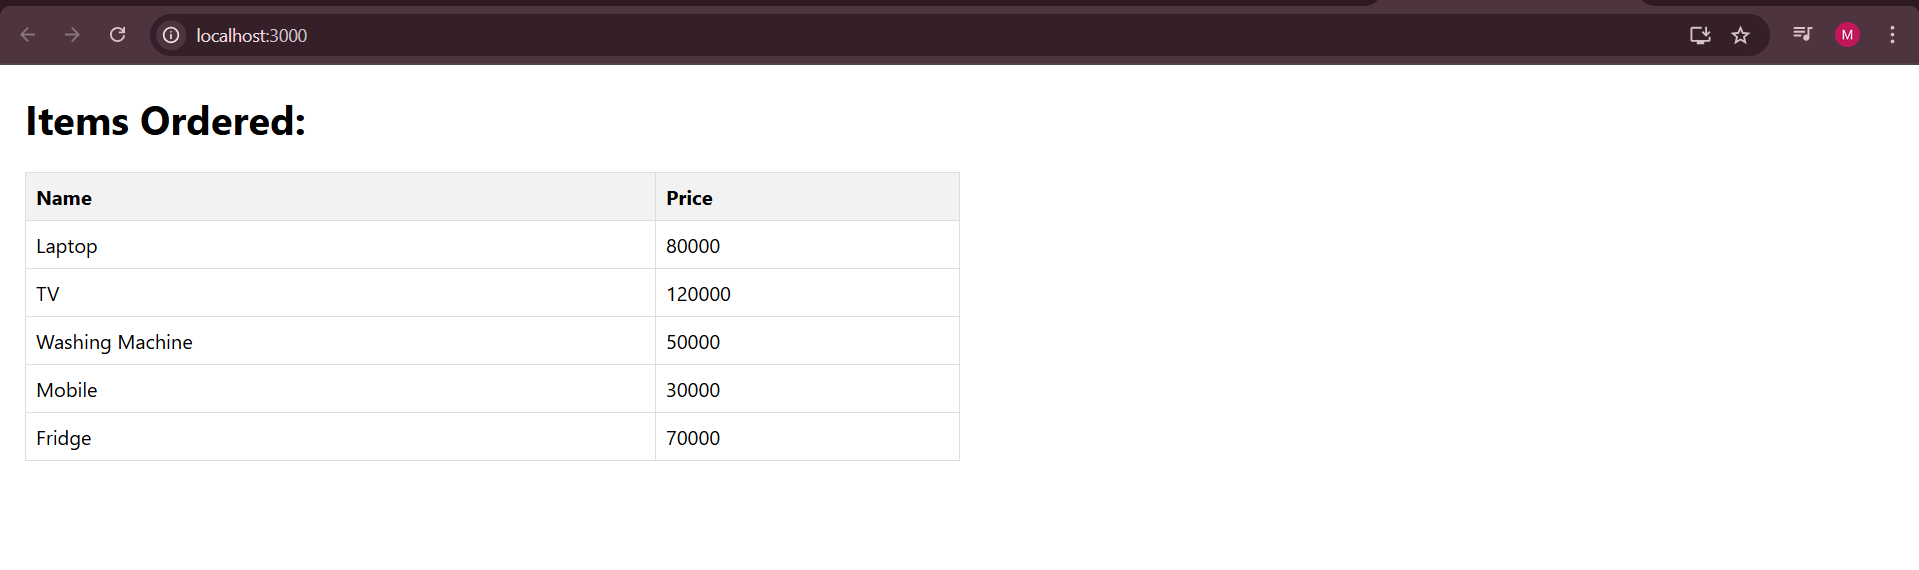 localhost:3000
M
Items Ordered:
Name Price
Laptop 80000
TV 120000
Washing Machine 50000
Mobile 30000
Fridge 70000